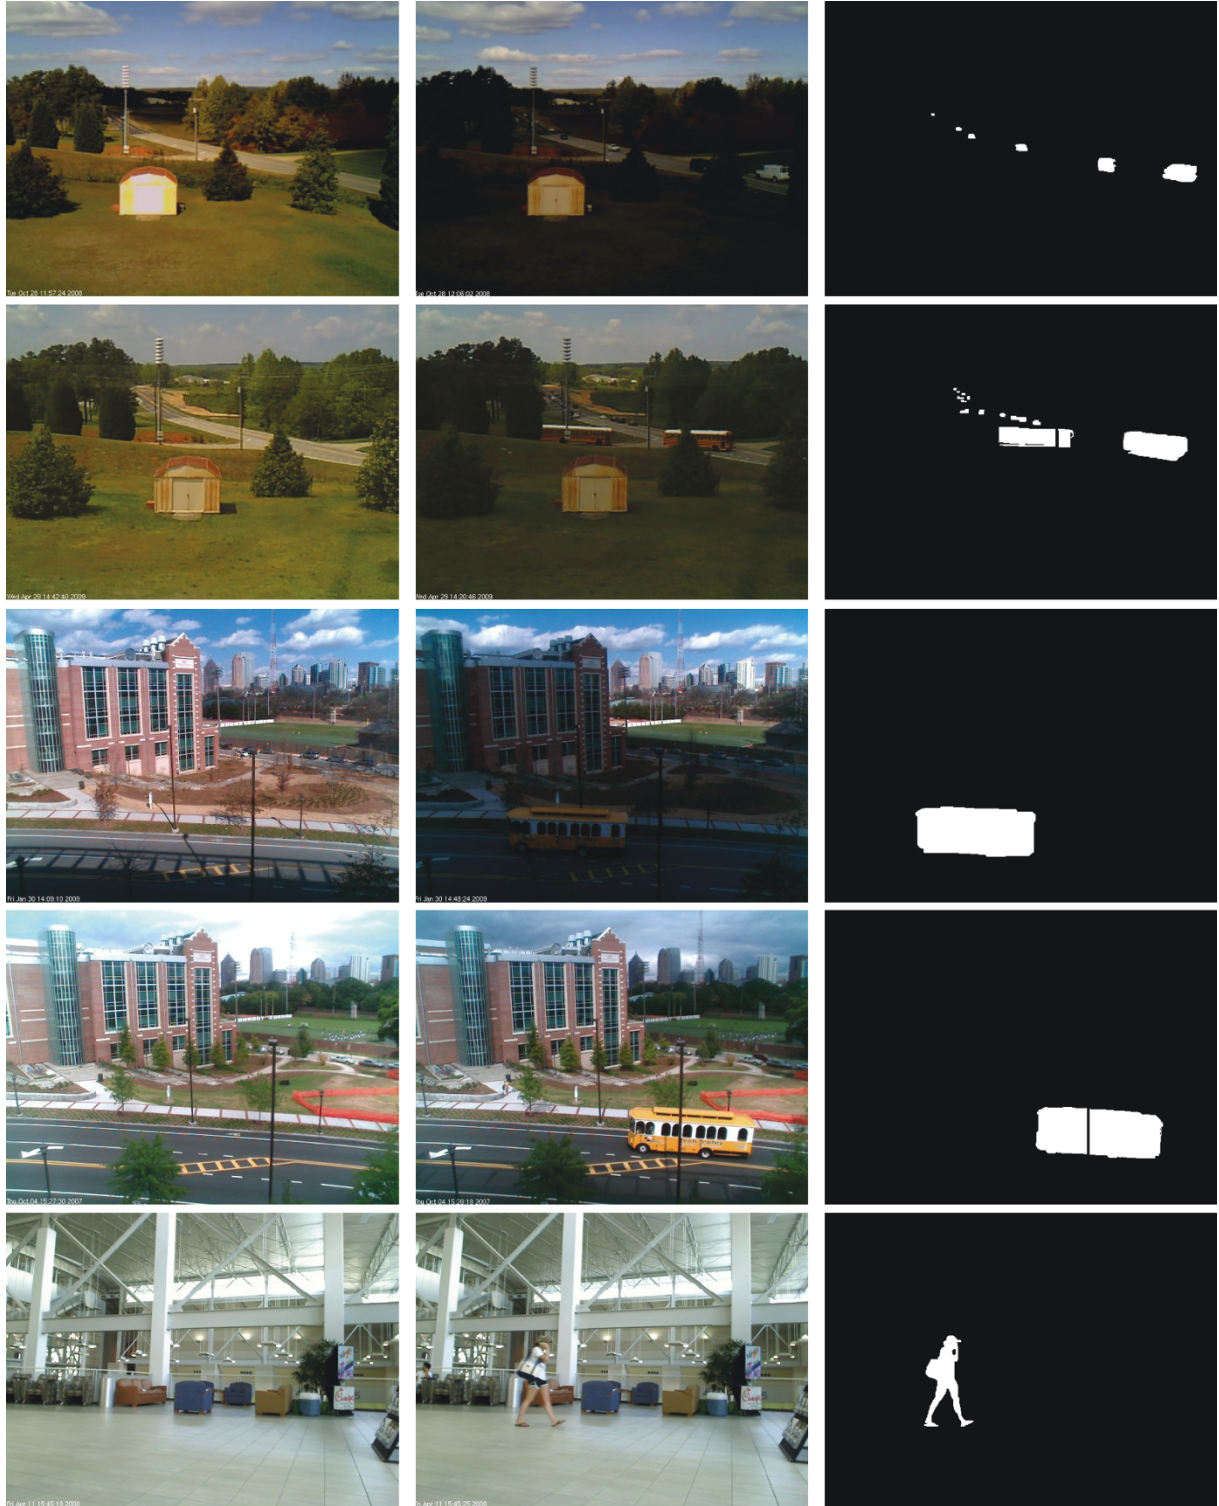 Tue Oct 28 11:57:24 2008
Tue Oct 28 12:06:02 2008
Wed Apr 29 14:42:40 2009
Wed Apr 29 14:20:46 2009
Fri Jan 30 14:09:10 2009
Fri Jan 30 14:43:24 2009
Thu Oct 04 15:27:30 2007
Thu Oct 04 15:28:18 2007
Fri Apr 11 15:45:19 2008
Fri Apr 11 15:45:25 2008